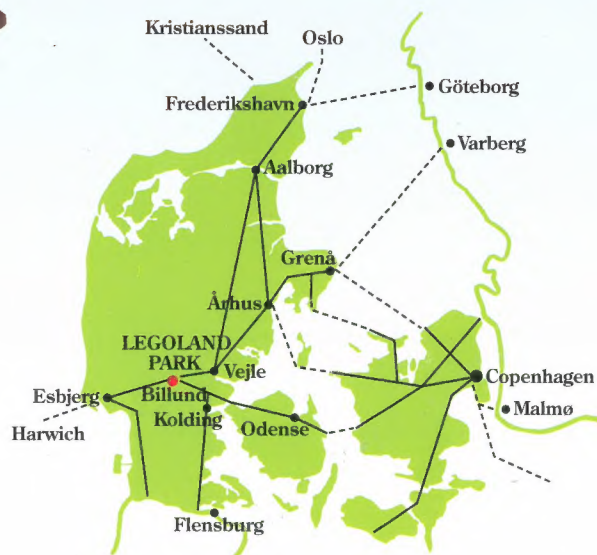 Kristianssand
Oslo
Frederikshavn
Göteborg
Varberg
Aalborg
Grenå
Århus
LEGOLAND
PARK
Vejle
Billund
Esbjerg
Kolding
Harwich
Odense
Copenhagen
Malmø
Flensburg